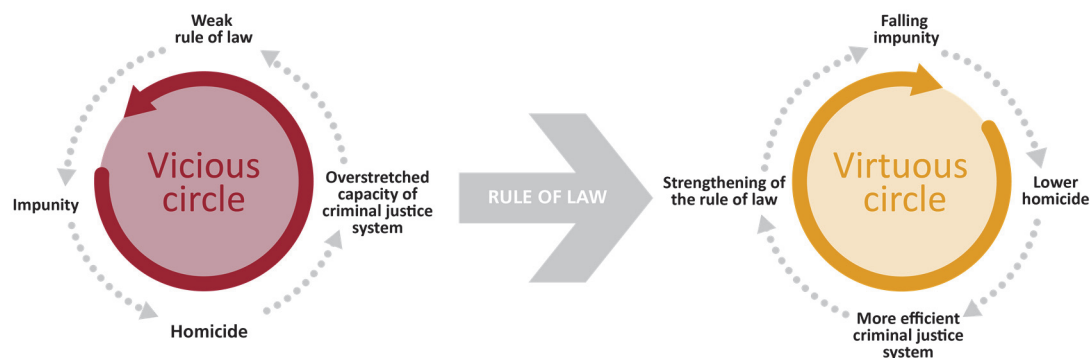 Weak
rule of law
Vicious
circle
Impunity
Overstretched
capacity of
criminal justice
system
Homicide
RULE OF LAW
Falling
impunity
Virtuous
circle
Strengthening of
the rule of law
Lower
homicide
More efficient
criminal justice
system